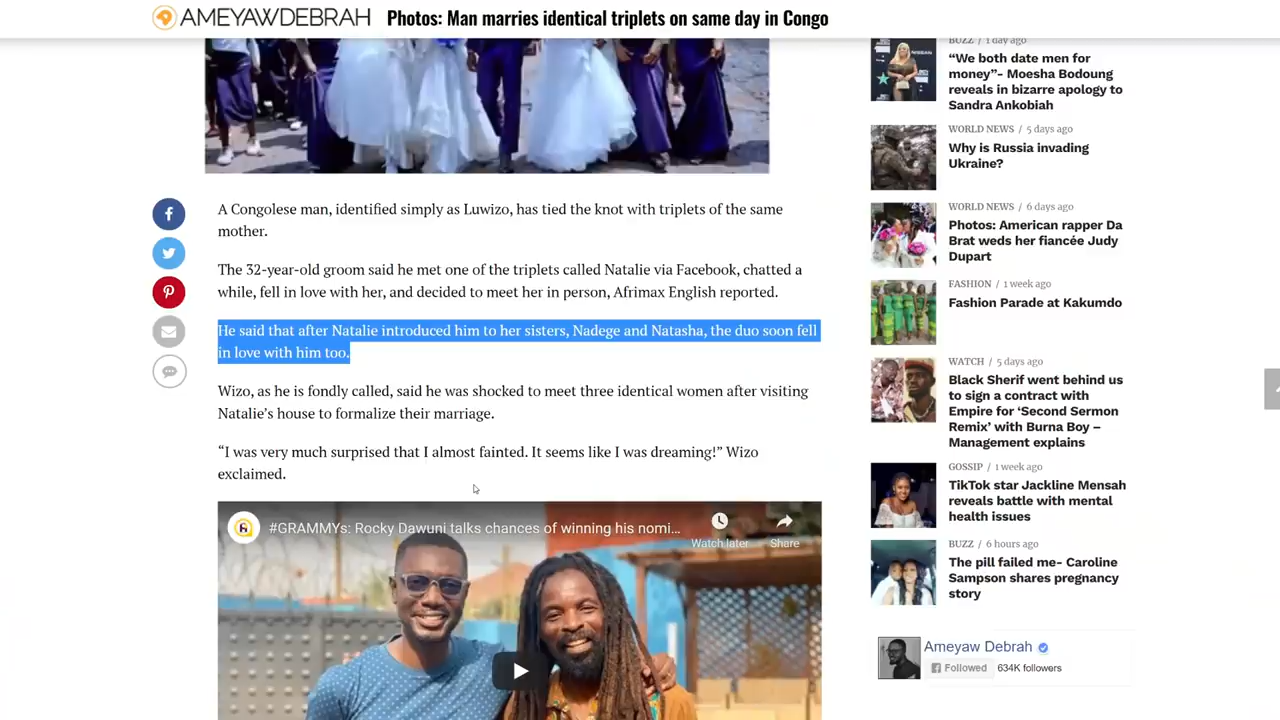 AMEYAWDEBRAH
Photos: Man marries identical triplets on same day in Congo
A Congolese man, identified simply as Luwizo, has tied the knot with triplets of the same
mother.
The 32-year-old groom said he met one of the triplets called Natalie via Facebook, chatted a
while, fell in love with her, and decided to meet her in person, Afrimax English reported.
He said that after Natalie introduced him to her sisters, Nadege and Natasha, the duo soon fell
in love with him too.
Wizo, as he is fondly called, said he was shocked to meet three identical women after visiting
Natalie’s house to formalize their marriage.
“I was very much surprised that I almost fainted. It seems like I was dreaming!” Wizo
exclaimed.
#GRAMMYs: Rocky Dawuni talks chances of winning his nomi...
Watch later
Share
BUZZ / 1 day ago
“We both date men for
money”- Moesha Bodoung
reveals in bizarre apology to
Sandra Ankobiah
WORLD NEWS / 5 days ago
Why is Russia invading
Ukraine?
WORLD NEWS / 6 days ago
Photos: American rapper Da
Brat weds her fiancée Judy
Dupart
FASHION / 1 week ago
Fashion Parade at Kakumdo
WATCH / 5 days ago
Black Sherif went behind us
to sign a contract with
Empire for ‘Second Sermon
Remix’ with Burna Boy –
Management explains
GOSSIP / 1 week ago
TikTok star Jackline Mensah
reveals battle with mental
health issues
BUZZ / 6 hours ago
The pill failed me- Caroline
Sampson shares pregnancy
story
Ameyaw Debrah
Followed 634K followers